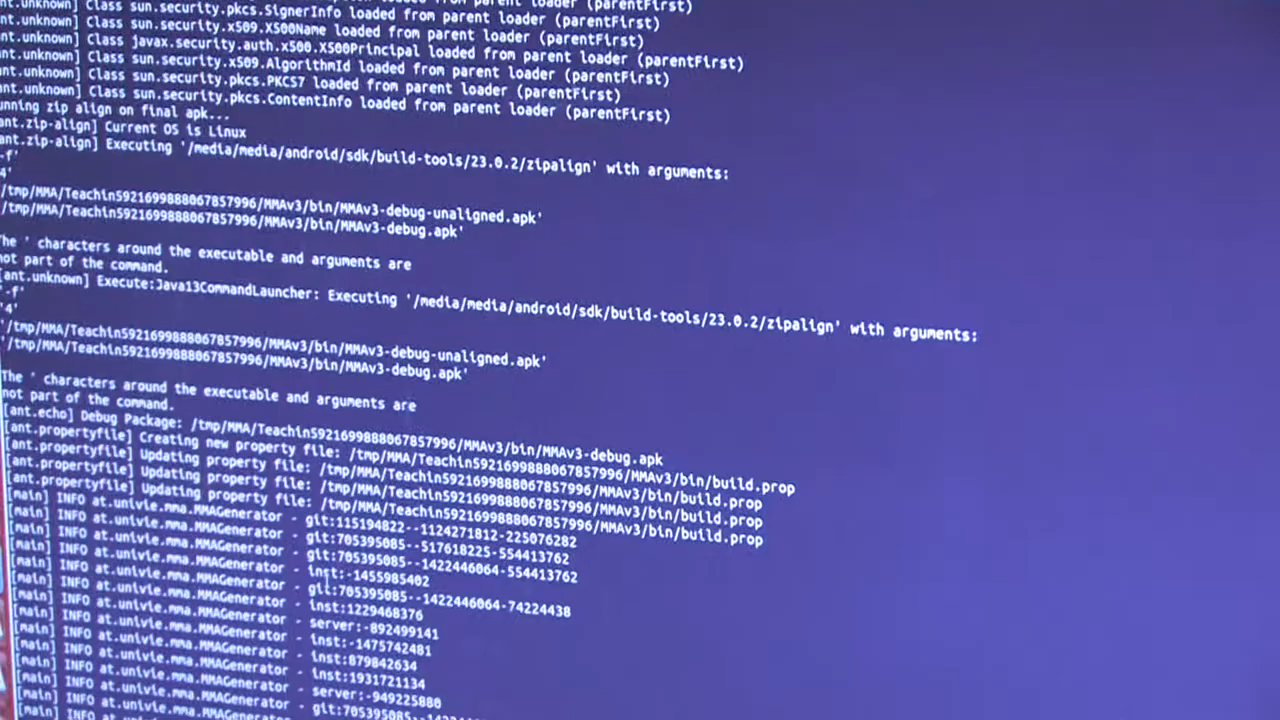 ant.unknown] Class sun.security.pkcs.SignerInfo loaded from parent loader (parentFirst)
ant.unknown] Class sun.security.x509.X500Name loaded from parent loader (parentFirst)
ant.unknown] Class javax.security.auth.x500.X500Principal loaded from parent loader (parentFirst)
ant.unknown] Class sun.security.x509.AlgorithmId loaded from parent loader (parentFirst)
ant.unknown] Class sun.security.pkcs.PKCS7 loaded from parent loader (parentFirst)
ant.unknown] Class sun.security.pkcs.ContentInfo loaded from parent loader (parentFirst)
unning zip align on final apk...
ant.zip-align] Current OS is Linux
ant.zip-align] Executing '/media/media/android/sdk/build-tools/23.0.2/zipalign' with arguments:
-f'
4'
/tmp/MMA/Teachin5921699888067857996/MMAv3/bin/MMAv3-debug-unaligned.apk'
/tmp/MMA/Teachin5921699888067857996/MMAv3/bin/MMAv3-debug.apk'
The ' characters around the executable and arguments are
not part of the command.
[ant.unknown] Execute:Java13CommandLauncher: Executing '/media/media/android/sdk/build-tools/23.0.2/zipalign' with arguments:
'-f'
'4'
'/tmp/MMA/Teachin5921699888067857996/MMAv3/bin/MMAv3-debug-unaligned.apk'
'/tmp/MMA/Teachin5921699888067857996/MMAv3/bin/MMAv3-debug.apk'
The ' characters around the executable and arguments are
not part of the command.
[ant.echo] Debug Package: /tmp/MMA/Teachin5921699888067857996/MMAv3/bin/MMAv3-debug.apk
[ant.propertyfile] Creating new property file: /tmp/MMA/Teachin5921699888067857996/MMAv3/bin/build.prop
[ant.propertyfile] Updating property file: /tmp/MMA/Teachin5921699888067857996/MMAv3/bin/build.prop
[ant.propertyfile] Updating property file: /tmp/MMA/Teachin5921699888067857996/MMAv3/bin/build.prop
[ant.propertyfile] Updating property file: /tmp/MMA/Teachin5921699888067857996/MMAv3/bin/build.prop
[main] INFO at.univie.mma.MMAGenerator - git:115194822--1124271812-225076282
[main] INFO at.univie.mma.MMAGenerator - git:705395085--517618225-554413762
[main] INFO at.univie.mma.MMAGenerator - git:705395085--1422446064-554413762
[main] INFO at.univie.mma.MMAGenerator - inst:-1455985402
[main] INFO at.univie.mma.MMAGenerator - git:705395085--1422446064-74224438
[main] INFO at.univie.mma.MMAGenerator - inst:1229468376
[main] INFO at.univie.mma.MMAGenerator - server:-892499141
[main] INFO at.univie.mma.MMAGenerator - inst:-1475742481
[main] INFO at.univie.mma.MMAGenerator - inst:879842634
[main] INFO at.univie.mma.MMAGenerator - inst:1931721134
[main] INFO at.univie.mma.MMAGenerator - server:-949225880
[main] INFO at.univie.mma.MMAGenerator - git:705395085--